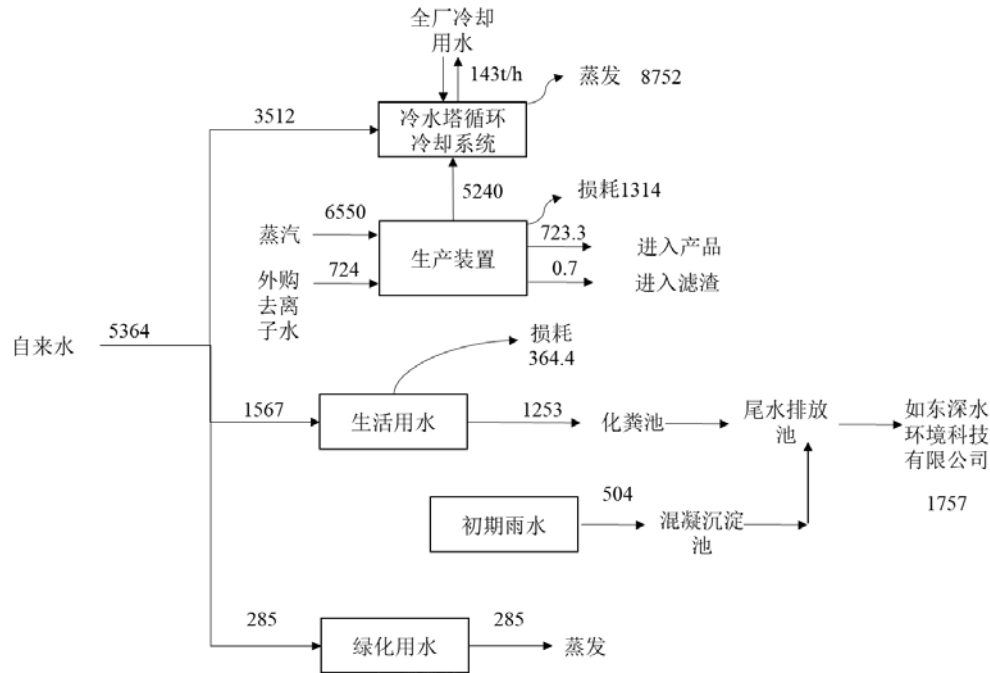 全厂冷却
用水
143t/h
蒸发 8752
3512
冷水塔循环
冷却系统
5240
损耗1314
6550
蒸汽
生产装置
723.3
进入产品
724
外购
去离
子水
0.7
进入滤渣
自来水
5364
损耗
364.4
1567
生活用水
1253
化粪池
尾水排放
池
如东深水
环境科技
有限公司
1757
初期雨水
504
混凝沉淀
池
285
绿化用水
285
蒸发